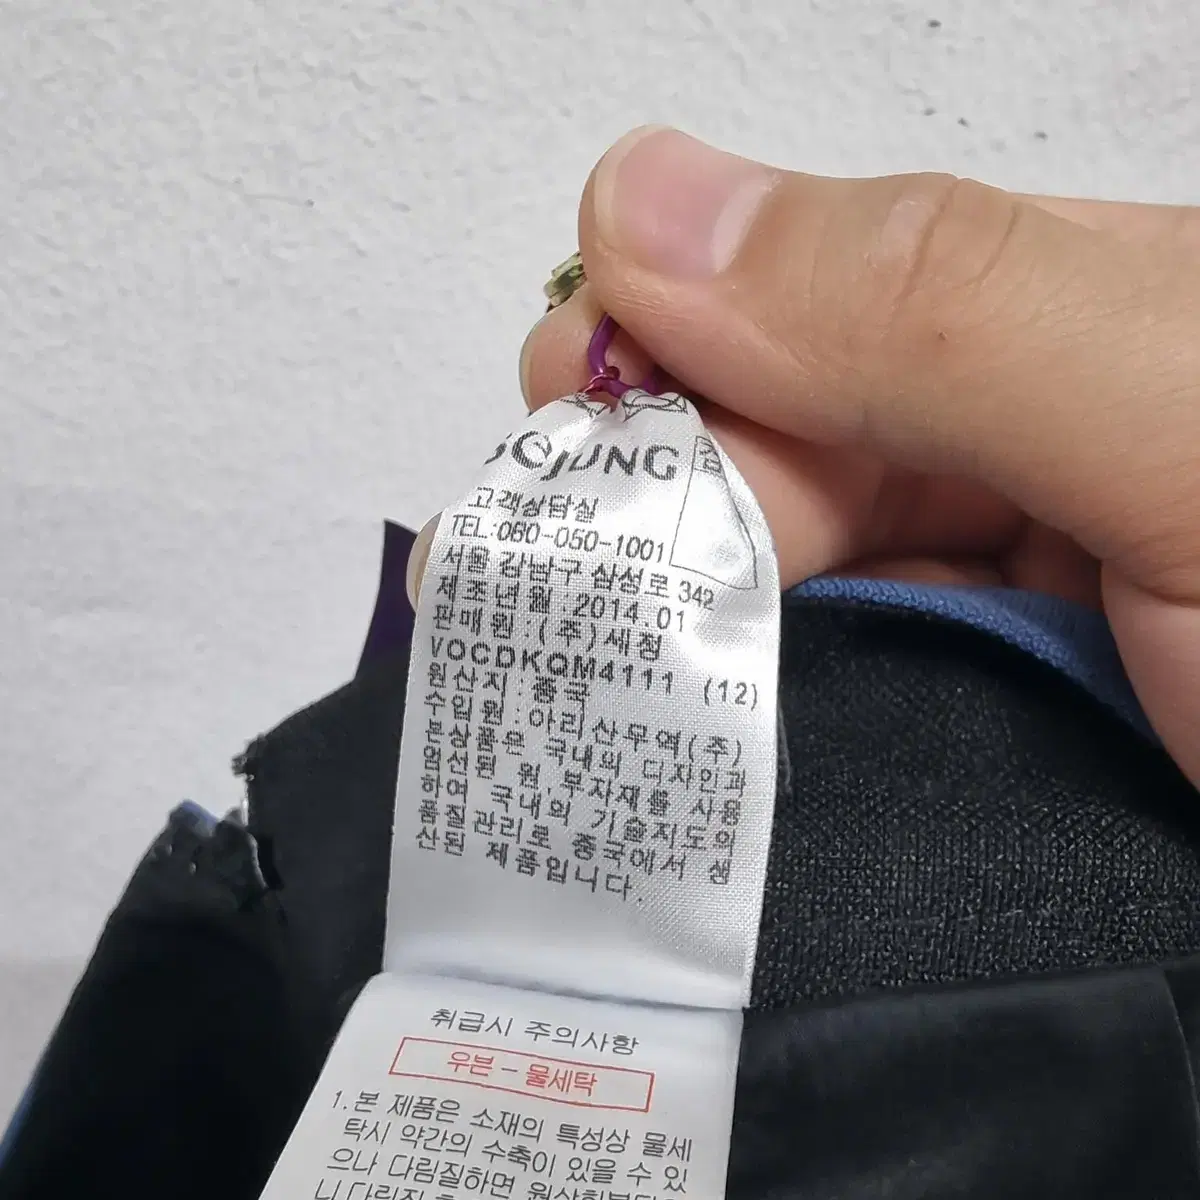 SOJUNG
고객상담실
TEL:080-050-1001
서울 강남구 삼성로 342
제조년월:2014.01
판매원:(주)세정
VOCDKQM4111 (12)
원산지:중국
수입원:아리산무역(주)
본상품은 국내의 디자인과
엄선된 원,부자재를 사용
하여 국내의 기술지도와
품질관리로 중국에서 생
산된 제품입니다.
취급시 주의사항
우븐 - 물세탁
1.본 제품은 소재의 특성상 물세
탁시 약간의 수축이 있을 수 있
으나 다림질하면
니다